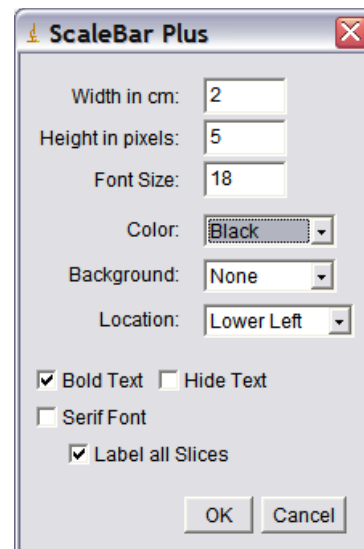 ScaleBar Plus
Width in cm: 2
Height in pixels: 5
Font Size: 18
Color: Black
Background: None
Location: Lower Left
Bold Text Hide Text
Serif Font
Label all Slices
OK Cancel